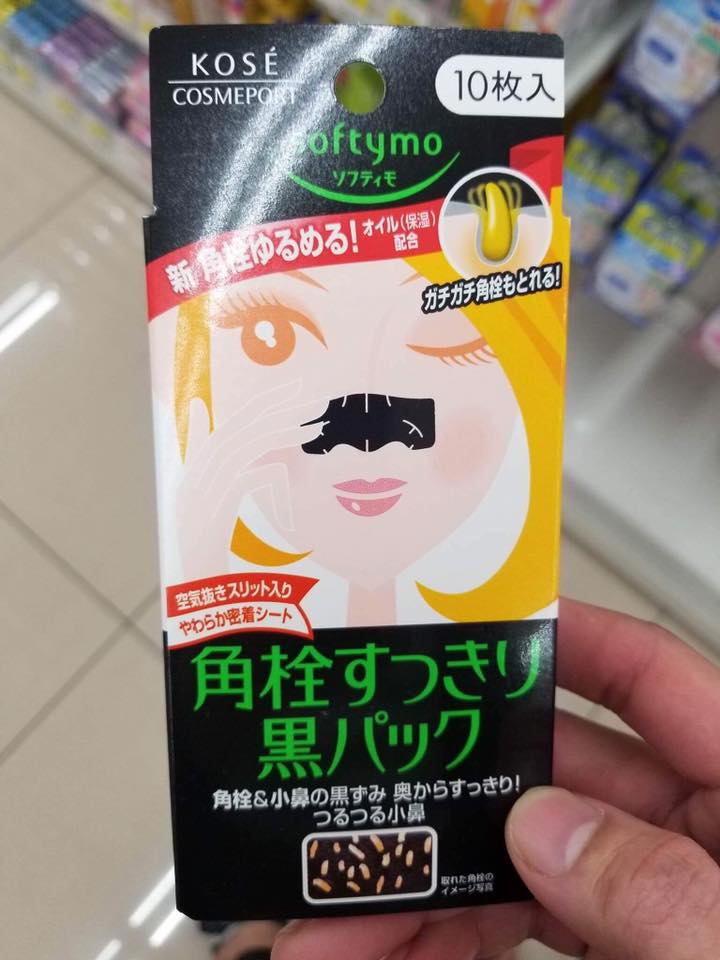 KOSÉ
COSMEPORT
10枚入
softymo
ソフティモ
新 角栓ゆるめる!
オイル(保湿)
配合
ガチガチ角栓もとれる!
空気抜きスリット入り
やわらか密着シート
角栓すっきり
黒パック
角栓&小鼻の黒ずみ 奥からすっきり!
つるつる小鼻
取れた角栓の
イメージ写真